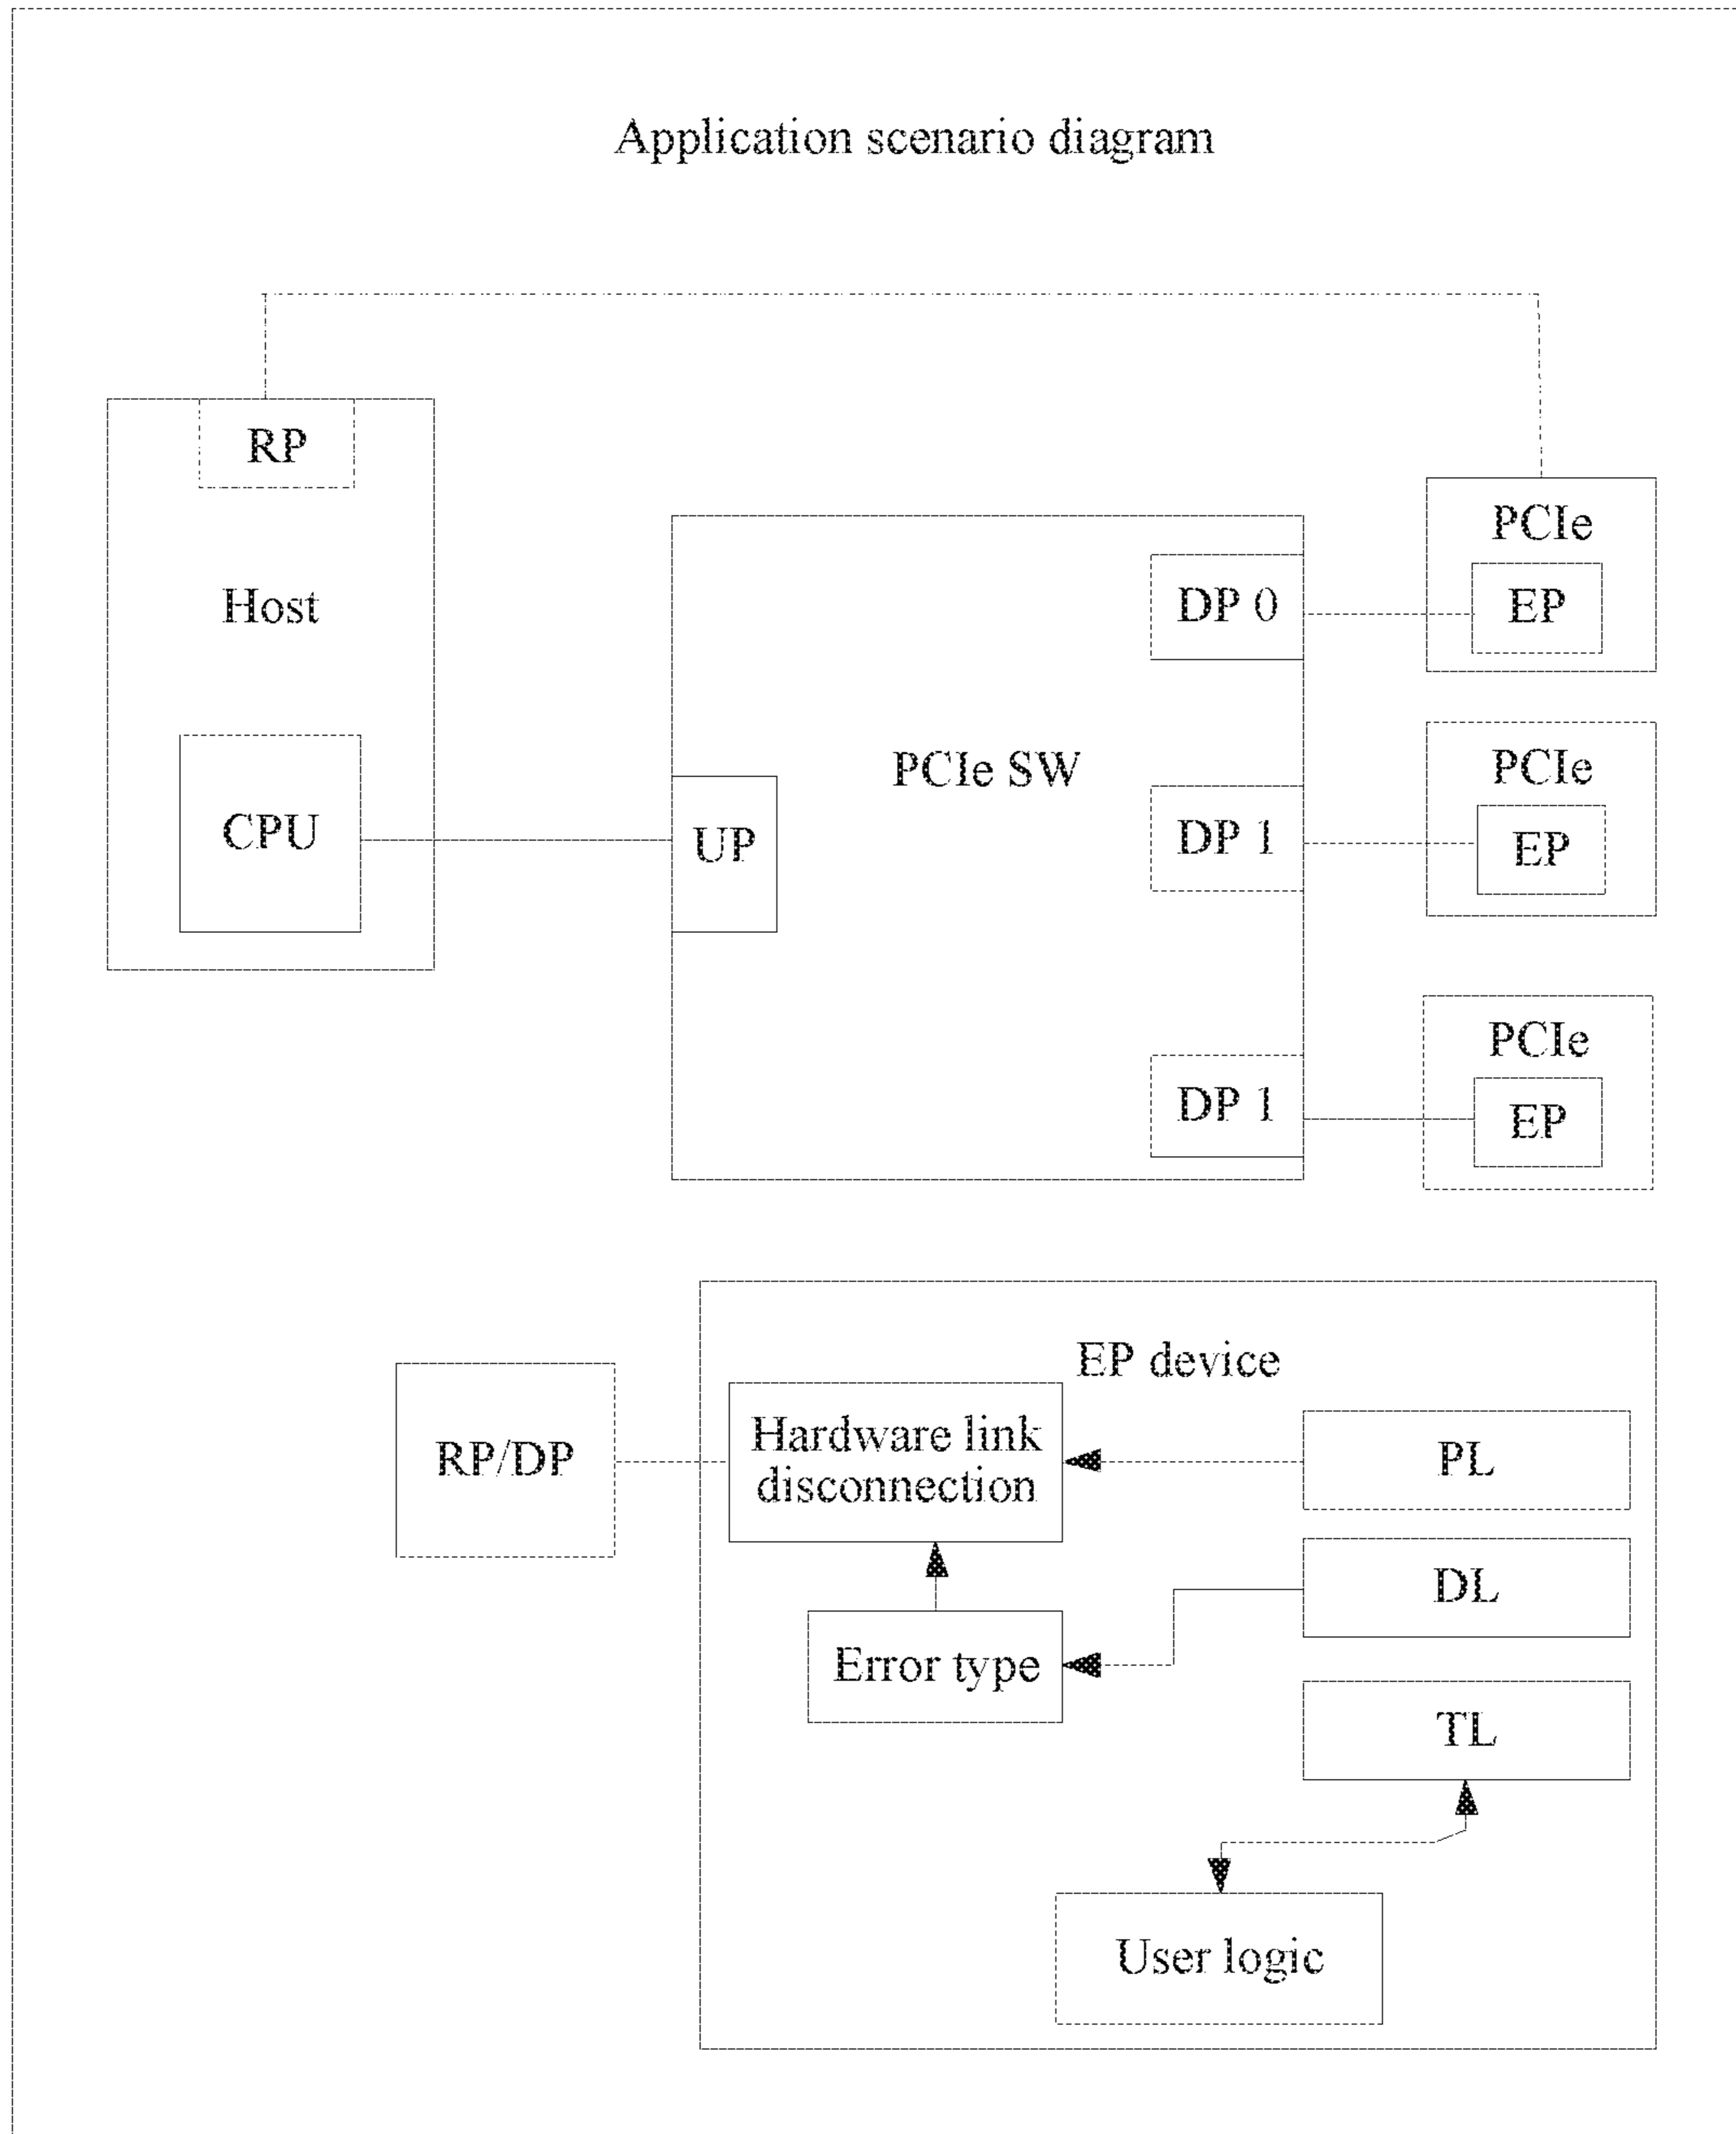 Application scenario diagram
RP
Host
CPU
UP
PCIe SW
DP 0
DP 1
DP 1
PCIe
EP
PCIe
EP
PCIe
EP
RP/DP
EP device
Hardware link
disconnection
Error type
PL
DL
TL
User logic